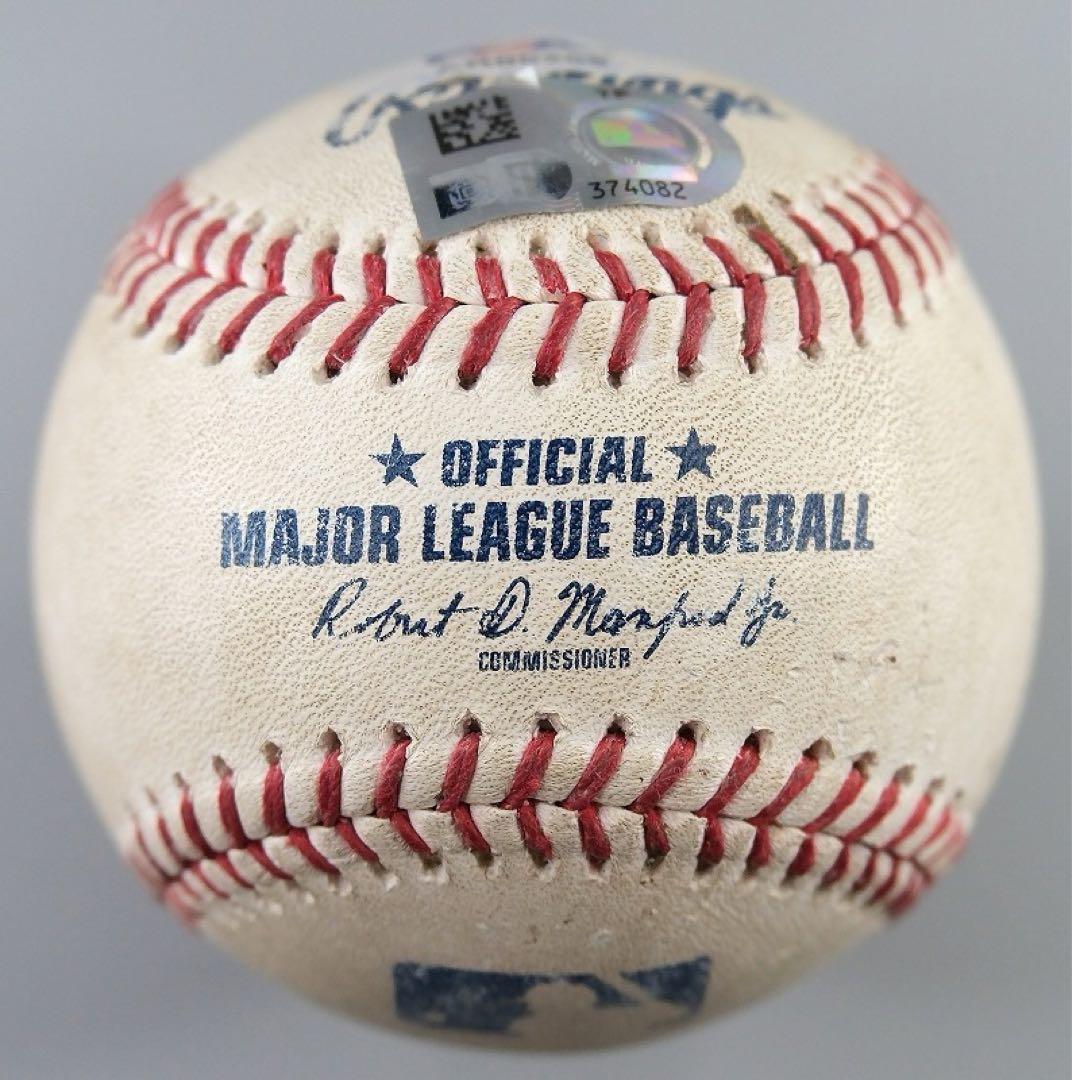 374082
★ OFFICIAL ★
MAJOR LEAGUE BASEBALL
Robert D. Manfred Jr.
COMMISSIONER